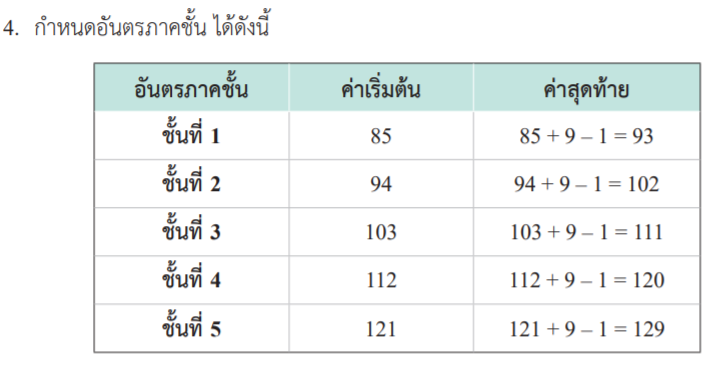 4. กำหนดอันตรภาคชั้น ได้ดังนี้
อันตรภาคชั้น ค่าเริ่มต้น ค่าสุดท้าย
ชั้นที่ 1 85 85 + 9 – 1 = 93
ชั้นที่ 2 94 94 + 9 – 1 = 102
ชั้นที่ 3 103 103 + 9 – 1 = 111
ชั้นที่ 4 112 112 + 9 – 1 = 120
ชั้นที่ 5 121 121 + 9 – 1 = 129